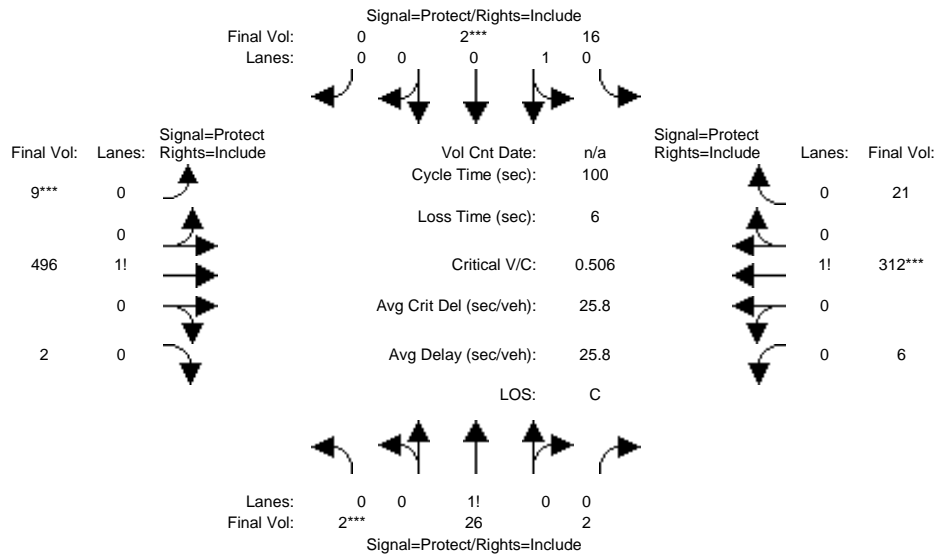 Signal=Protect/Rights=Include
Final Vol: 0 2*** 16
Lanes: 0 0 0 1 0
Signal=Protect
Final Vol: Lanes: Rights=Include
Vol Cnt Date: n/a
Signal=Protect
Rights=Include Lanes: Final Vol:
Cycle Time (sec): 100
9*** 0
0 21
Loss Time (sec): 6
0
0
496 1!
Critical V/C: 0.506
1! 312***
0
Avg Crit Del (sec/veh): 25.8
0
2 0
Avg Delay (sec/veh): 25.8
0 6
LOS: C
Lanes: 0 0 1! 0 0
Final Vol: 2*** 26 2
Signal=Protect/Rights=Include